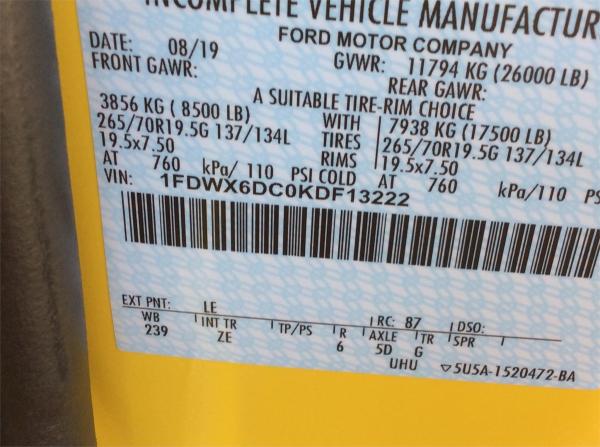 INCOMPLETE VEHICLE MANUFACTUR
FORD MOTOR COMPANY
DATE: 08/19 GVWR: 11794 KG (26000 LB)
FRONT GAWR: REAR GAWR:
A SUITABLE TIRE-RIM CHOICE
3856 KG ( 8500 LB) WITH 7938 KG (17500 LB)
265/70R19.5G 137/134L TIRES 265/70R19.5G 137/134L
19.5x7.50 RIMS 19.5x7.50
AT 760 kPa/ 110 PSI COLD AT 760 kPa/110 PS
VIN: 1FDWX6DC0KDF13222
EXT PNT: LE RC: 87 DSO:
WB INT TR TP/PS R AXLE TR SPR
239 ZE 6 5D G
UHU ▽5U5A-1520472-BA